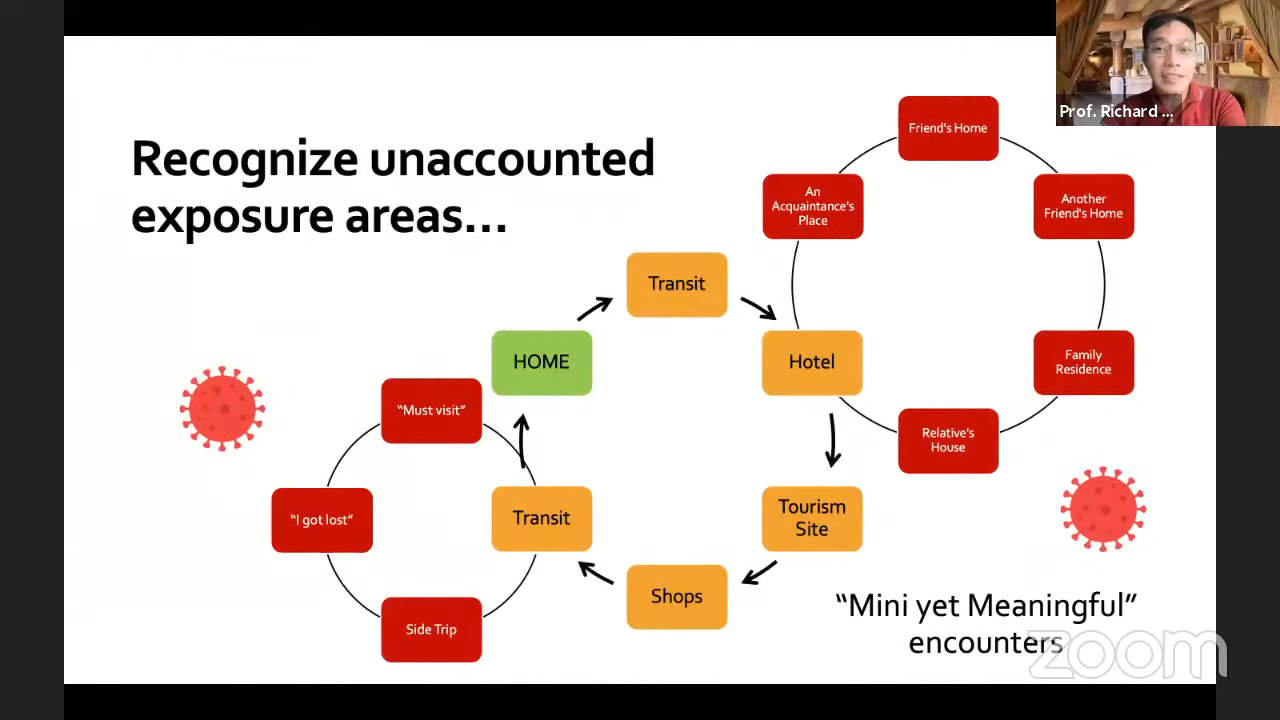 Prof. Richard ...
Recognize unaccounted
exposure areas...
Friend's Home
An
Acquaintance's
Place
Another
Friend's Home
Transit
HOME
Hotel
Family
Residence
"Must visit"
Relative's
House
"I got lost"
Transit
Tourism
Site
Shops
Side Trip
"Mini yet Meaningful"
encounters
zoom